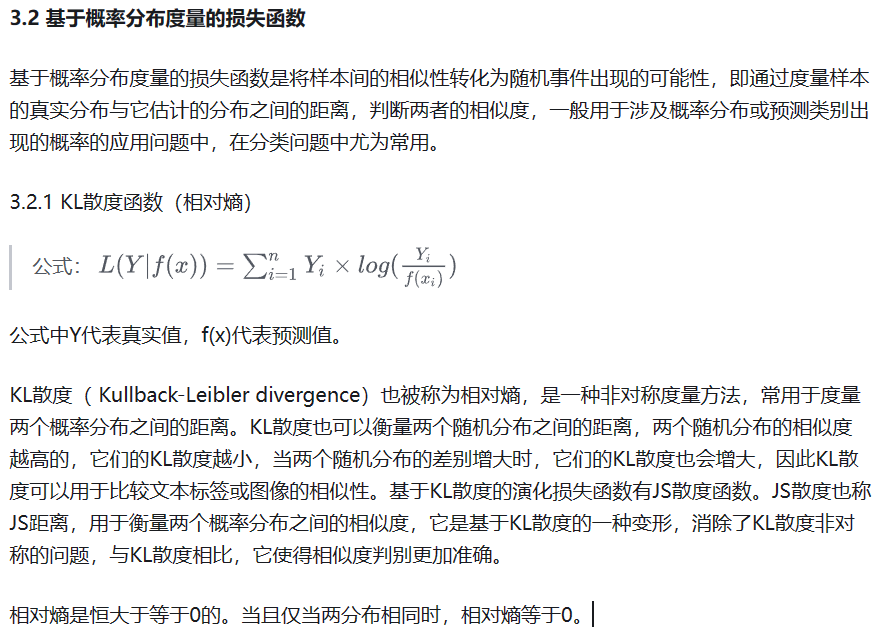 3.2 基于概率分布度量的损失函数
基于概率分布度量的损失函数是将样本间的相似性转化为随机事件出现的可能性，即通过度量样本
的真实分布与它估计的分布之间的距离，判断两者的相似度，一般用于涉及概率分布或预测类别出
现的概率的应用问题中，在分类问题中尤为常用。
3.2.1 KL散度函数（相对熵）
公式： L(Y|f(x)) = ∑_{i=1}^{n} Y_i × log(\frac{Y_i}{f(x_i)})
公式中Y代表真实值，f(x)代表预测值。
KL散度（ Kullback-Leibler divergence）也被称为相对熵，是一种非对称度量方法，常用于度量
两个概率分布之间的距离。KL散度也可以衡量两个随机分布之间的距离，两个随机分布的相似度
越高的，它们的KL散度越小，当两个随机分布的差别增大时，它们的KL散度也会增大，因此KL散
度可以用于比较文本标签或图像的相似性。基于KL散度的演化损失函数有JS散度函数。JS散度也称
JS距离，用于衡量两个概率分布之间的相似度，它是基于KL散度的一种变形，消除了KL散度非对
称的问题，与KL散度相比，它使得相似度判别更加准确。
相对熵是恒大于等于0的。当且仅当两分布相同时，相对熵等于0。